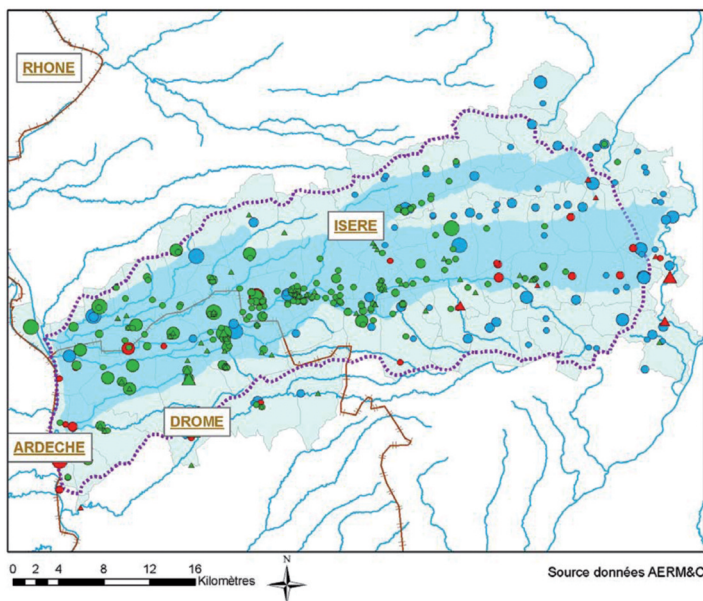 RHONE
ISERE
DROME
ARDECHE
N
0 2 4 8 12 16
Kilomètres
Source données AERM&C